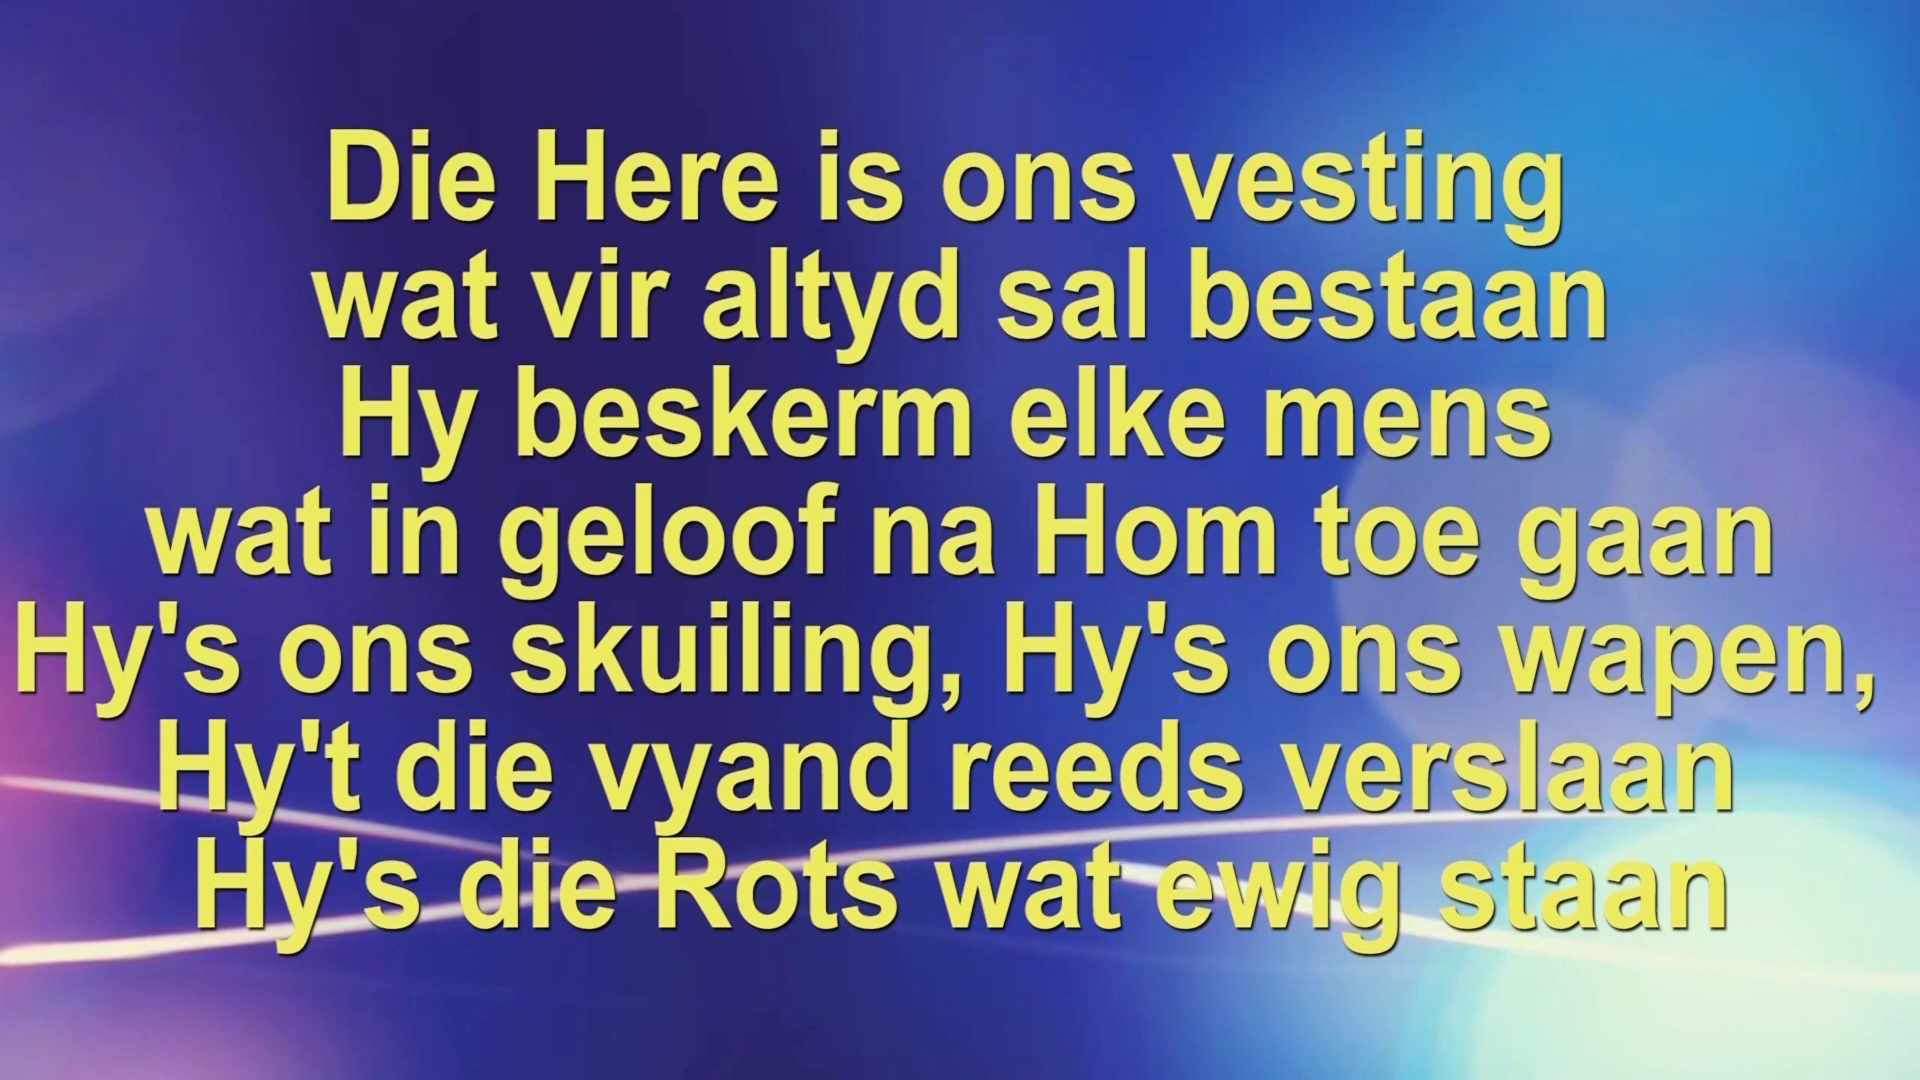 Die Here is ons vesting
wat vir altyd sal bestaan
Hy beskerm elke mens
wat in geloof na Hom toe gaan
Hy's ons skuiling, Hy's ons wapen,
Hy't die vyand reeds verslaan
Hy's die Rots wat ewig staan